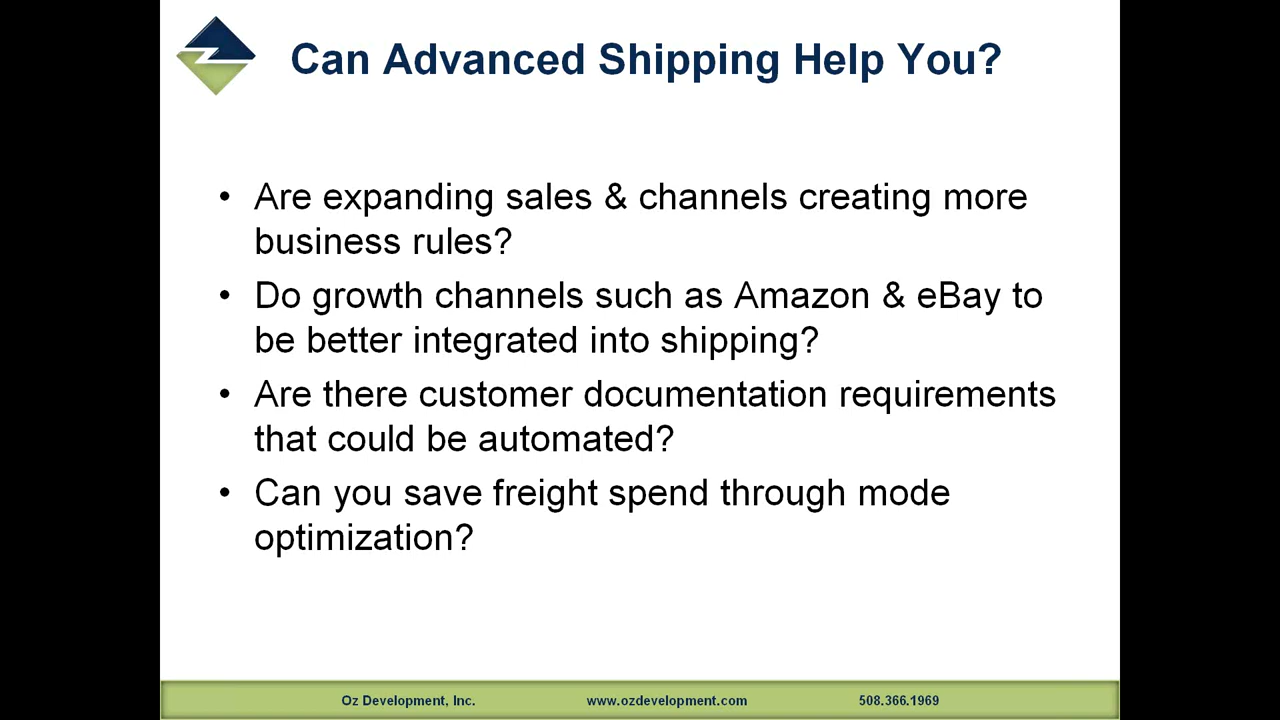 Can Advanced Shipping Help You?
• Are expanding sales & channels creating more
business rules?
• Do growth channels such as Amazon & eBay to
be better integrated into shipping?
• Are there customer documentation requirements
that could be automated?
• Can you save freight spend through mode
optimization?
Oz Development, Inc. www.ozdevelopment.com 508.366.1969